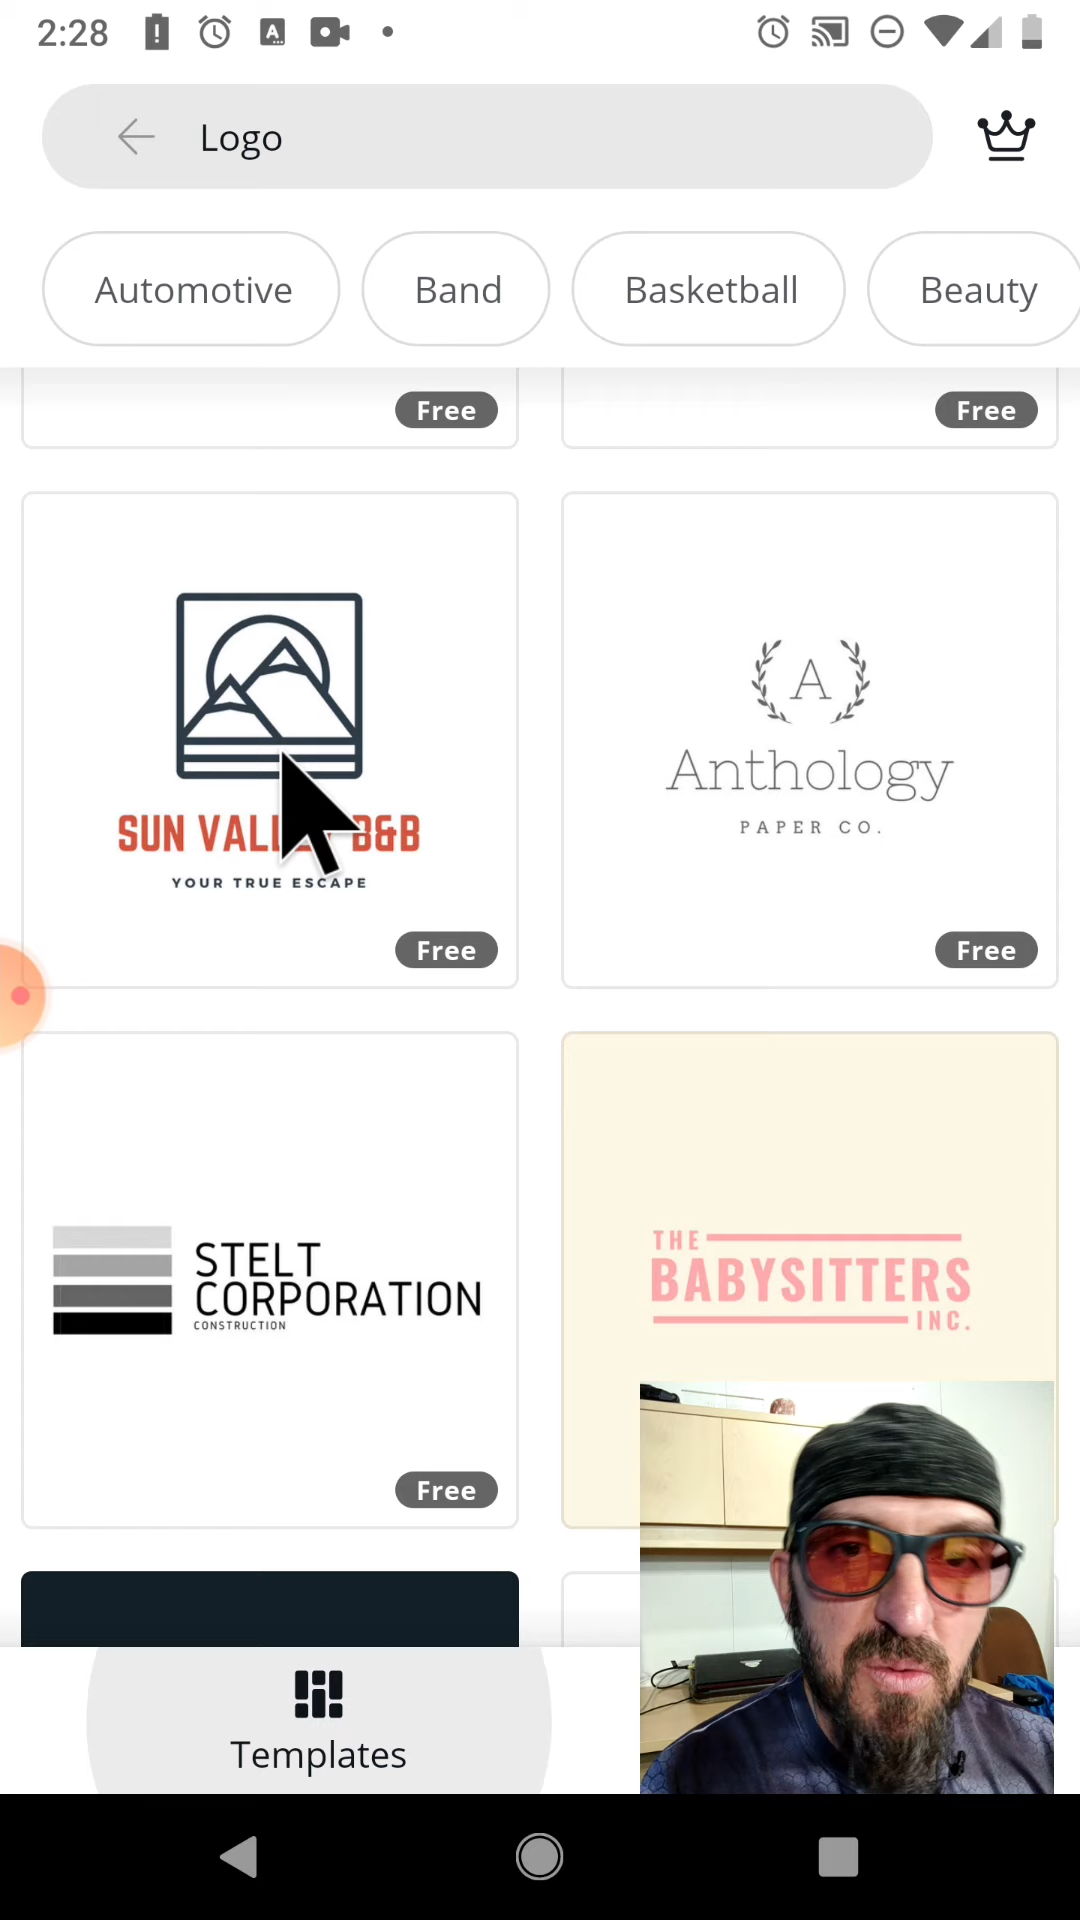 2:28
Logo
Automotive
Band
Basketball
Beauty
Free
Free
SUN VALLEY B&B
YOUR TRUE ESCAPE
Free
A
Anthology
PAPER CO.
Free
STELT
CORPORATION
CONSTRUCTION
Free
THE
BABYSITTERS
INC.
Templates